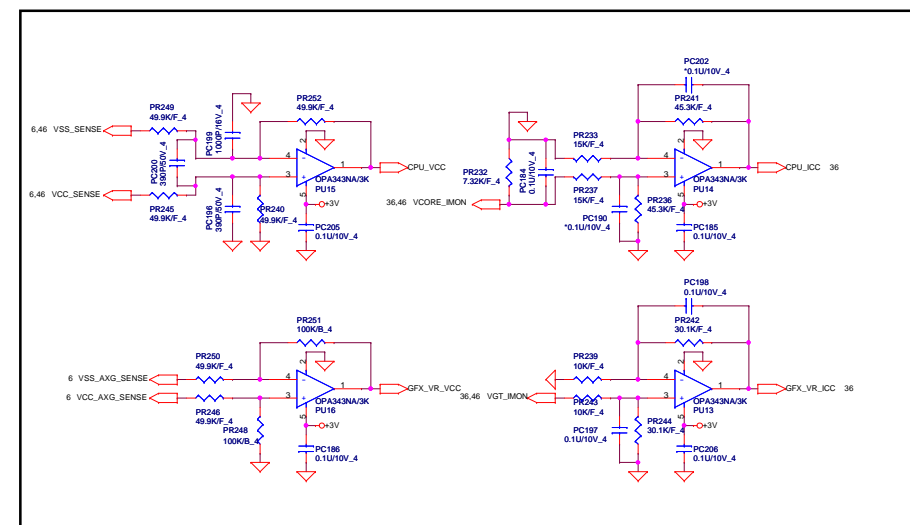 PC202
*0.1U/10V_4
PR249
49.9K/F_4
PR252
49.9K/F_4
PC199
1000P/16V_4
PR241
45.3K/F_4
6,46 VSS_SENSE
PC200
390P/50V_4
2
4
-
1
CPU_VCC
3
+
OPA343NA/3K
PU15
5
+3V
6,46 VCC_SENSE
PR245
49.9K/F_4
PC196
390P/50V_4
PR240
49.9K/F_4
PC205
0.1U/10V_4
PR232
7.32K/F_4
PC184
0.1U/10V_4
PR233
15K/F_4
PR237
15K/F_4
36,46 VCORE_IMON
PC190
*0.1U/10V_4
PR236
45.3K/F_4
2
4
-
1
CPU_ICC 36
3
+
OPA343NA/3K
PU14
5
+3V
PC185
0.1U/10V_4
PC198
0.1U/10V_4
PR251
100K/B_4
PR242
30.1K/F_4
PR250
49.9K/F_4
6 VSS_AXG_SENSE
6 VCC_AXG_SENSE
PR246
49.9K/F_4
PR248
100K/B_4
2
4
-
1
GFX_VR_VCC
3
+
OPA343NA/3K
PU16
5
+3V
PC186
0.1U/10V_4
PR239
10K/F_4
36,46 VGT_IMON
PR243
10K/F_4
PC197
0.1U/10V_4
PR244
30.1K/F_4
2
4
-
1
GFX_VR_ICC 36
3
+
OPA343NA/3K
PU13
5
+3V
PC206
0.1U/10V_4